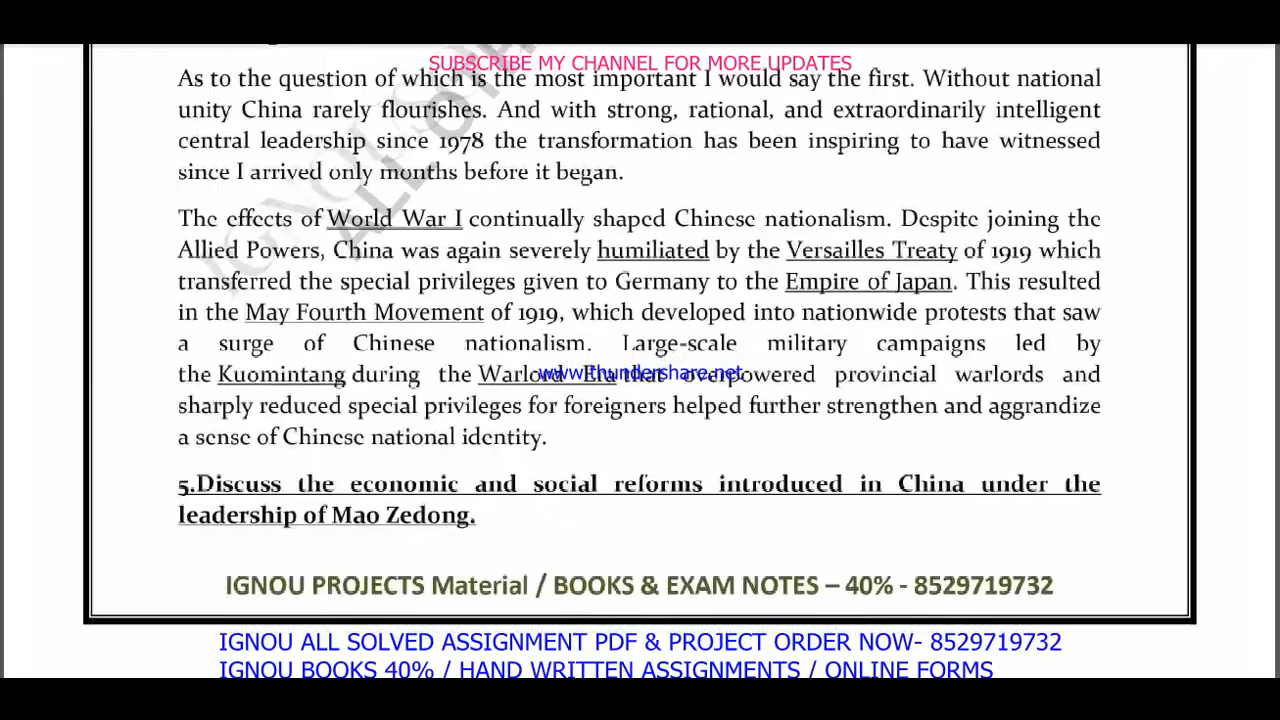 SUBSCRIBE MY CHANNEL FOR MORE UPDATES
As to the question of which is the most important I would say the first. Without national
unity China rarely flourishes. And with strong, rational, and extraordinarily intelligent
central leadership since 1978 the transformation has been inspiring to have witnessed
since I arrived only months before it began.
The effects of World War I continually shaped Chinese nationalism. Despite joining the
Allied Powers, China was again severely humiliated by the Versailles Treaty of 1919 which
transferred the special privileges given to Germany to the Empire of Japan. This resulted
in the May Fourth Movement of 1919, which developed into nationwide protests that saw
a surge of Chinese nationalism. Large-scale military campaigns led by
the Kuomintang during the Warlord Era that overpowered provincial warlords and
-www.thundershare.net-
sharply reduced special privileges for foreigners helped further strengthen and aggrandize
a sense of Chinese national identity.
5.Discuss the economic and social reforms introduced in China under the
leadership of Mao Zedong.
IGNOU PROJECTS Material / BOOKS & EXAM NOTES – 40% - 8529719732
IGNOU ALL SOLVED ASSIGNMENT PDF & PROJECT ORDER NOW- 8529719732
IGNOU BOOKS 40% / HAND WRITTEN ASSIGNMENTS / ONLINE FORMS